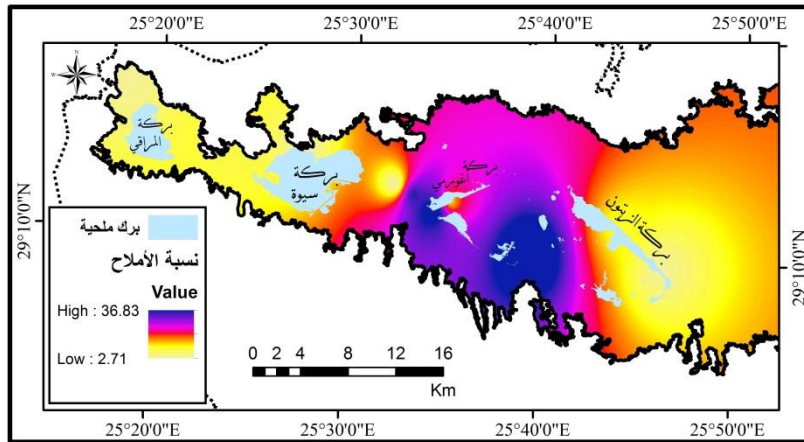 25°20'0"E 25°30'0"E 25°40'0"E 25°50'0"E
N
W E
S
بركة
المراقي
بركة
سيوة
بركة
أغورمي
بركة الزيتون
29°10'0"N
29°10'0"N
برك ملحية
نسبة الأملاح
Value
High : 36.83
Low : 2.71
0 2 4 8 12 16
Km
25°20'0"E 25°30'0"E 25°40'0"E 25°50'0"E